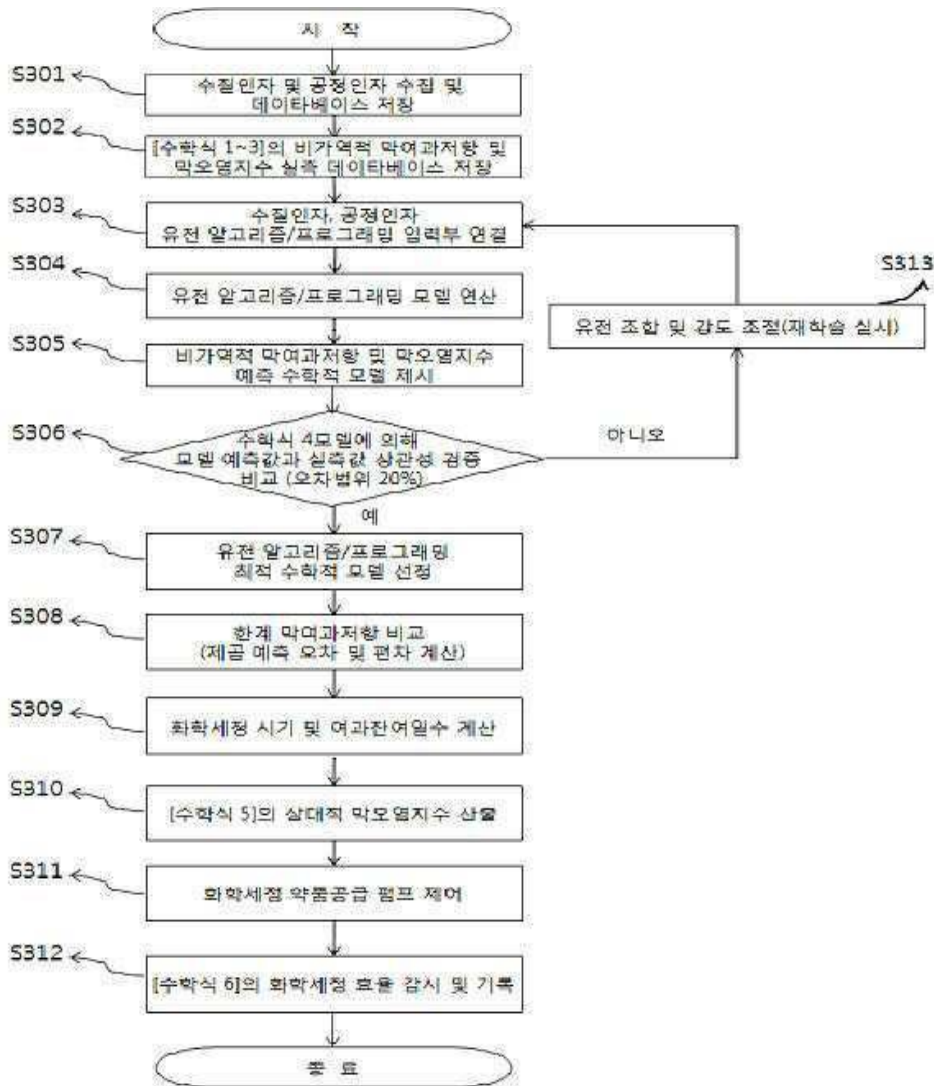 시 작
S301
수질인자 및 공정인자 수집 및
데이타베이스 저장
S302
[수학식 1~3]의 비가역적 막여과저항 및
막오염지수 실측 데이타베이스 저장
S303
수질인자, 공정인자
유전 알고리즘/프로그래밍 입력부 연결
S304
유전 알고리즘/프로그래밍 모델 연산
S313
유전 조합 및 강도 조절(재학습 실시)
S305
비가역적 막여과저항 및 막오염지수
예측 수학적 모델 제시
S306
수학식 4모델에 의해
모델 예측값과 실측값 상관성 검증
비교 (오차범위 20%)
아니오
예
S307
유전 알고리즘/프로그래밍
최적 수학적 모델 선정
S308
한계 막여과저항 비교
(제곱 예측 오차 및 편차 계산)
S309
화학세정 시기 및 여과잔여일수 계산
S310
[수학식 5]의 상대적 막오염지수 산출
S311
화학세정 약품공급 펌프 제어
S312
[수학식 6]의 화학세정 효율 감시 및 기록
종 료